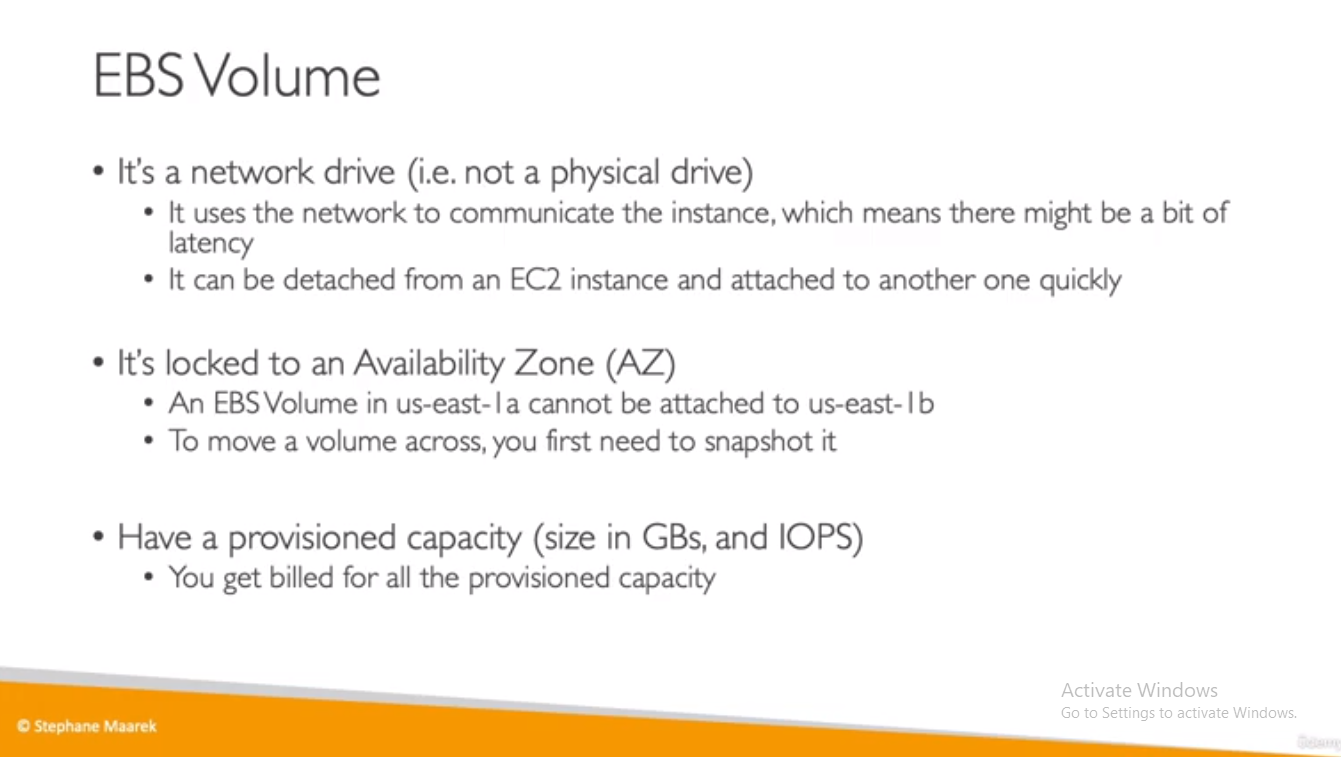 EBS Volume
• It's a network drive (i.e. not a physical drive)
• It uses the network to communicate the instance, which means there might be a bit of
latency
• It can be detached from an EC2 instance and attached to another one quickly
• It's locked to an Availability Zone (AZ)
• An EBS Volume in us-east-1a cannot be attached to us-east-1b
• To move a volume across, you first need to snapshot it
• Have a provisioned capacity (size in GBs, and IOPS)
• You get billed for all the provisioned capacity
Activate Windows
Go to Settings to activate Windows.
© Stephane Maarek